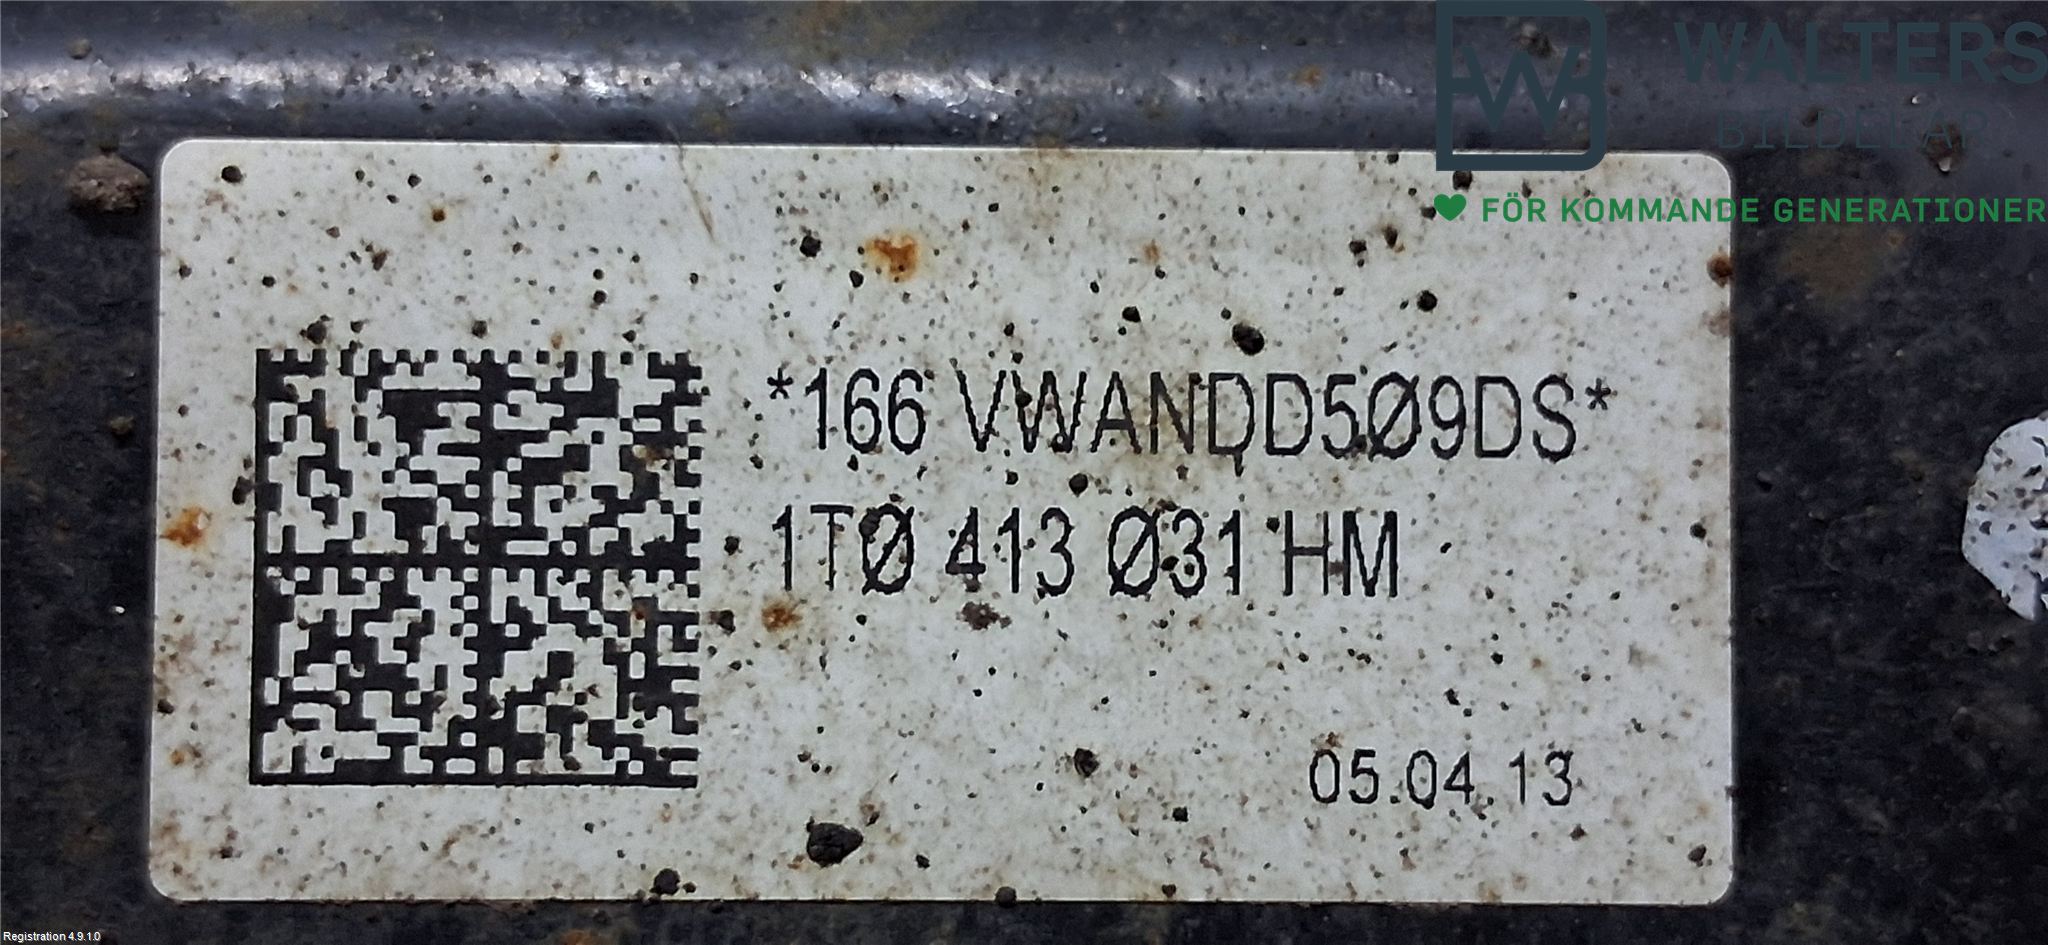 WALTERS
BILDELAR
FÖR KOMMANDE GENERATIONER
*166 VWANDD5Ø9DS*
1TØ 413 Ø31 HM
05.04.13
Registration 4.9.1.0